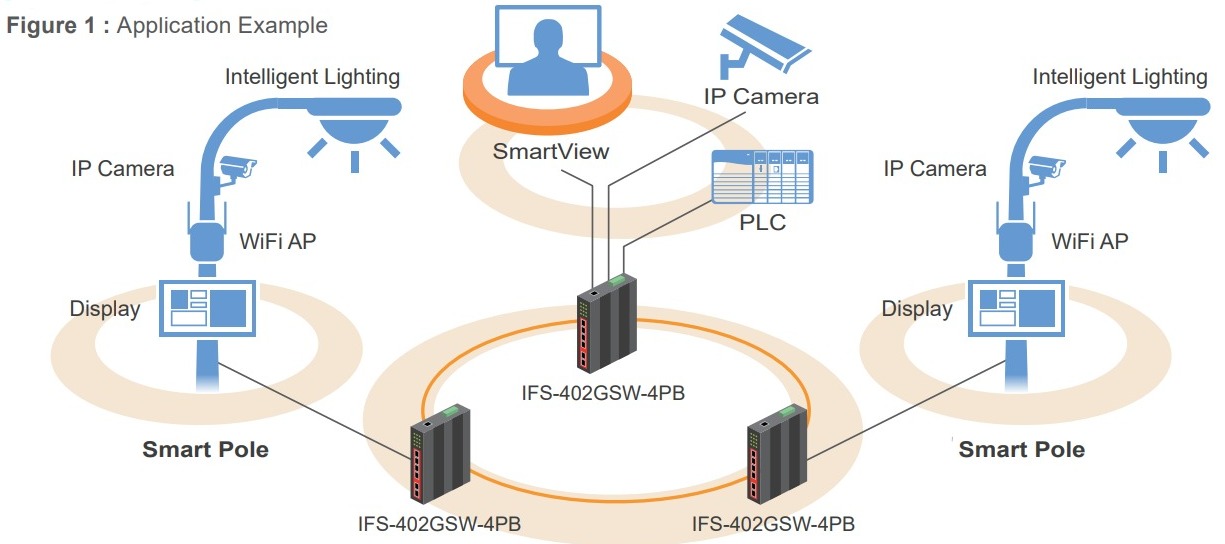 Figure 1 : Application Example
Intelligent Lighting
IP Camera
WiFi AP
Display
Smart Pole
SmartView
IP Camera
PLC
IFS-402GSW-4PB
IFS-402GSW-4PB
IFS-402GSW-4PB
Intelligent Lighting
IP Camera
WiFi AP
Display
Smart Pole